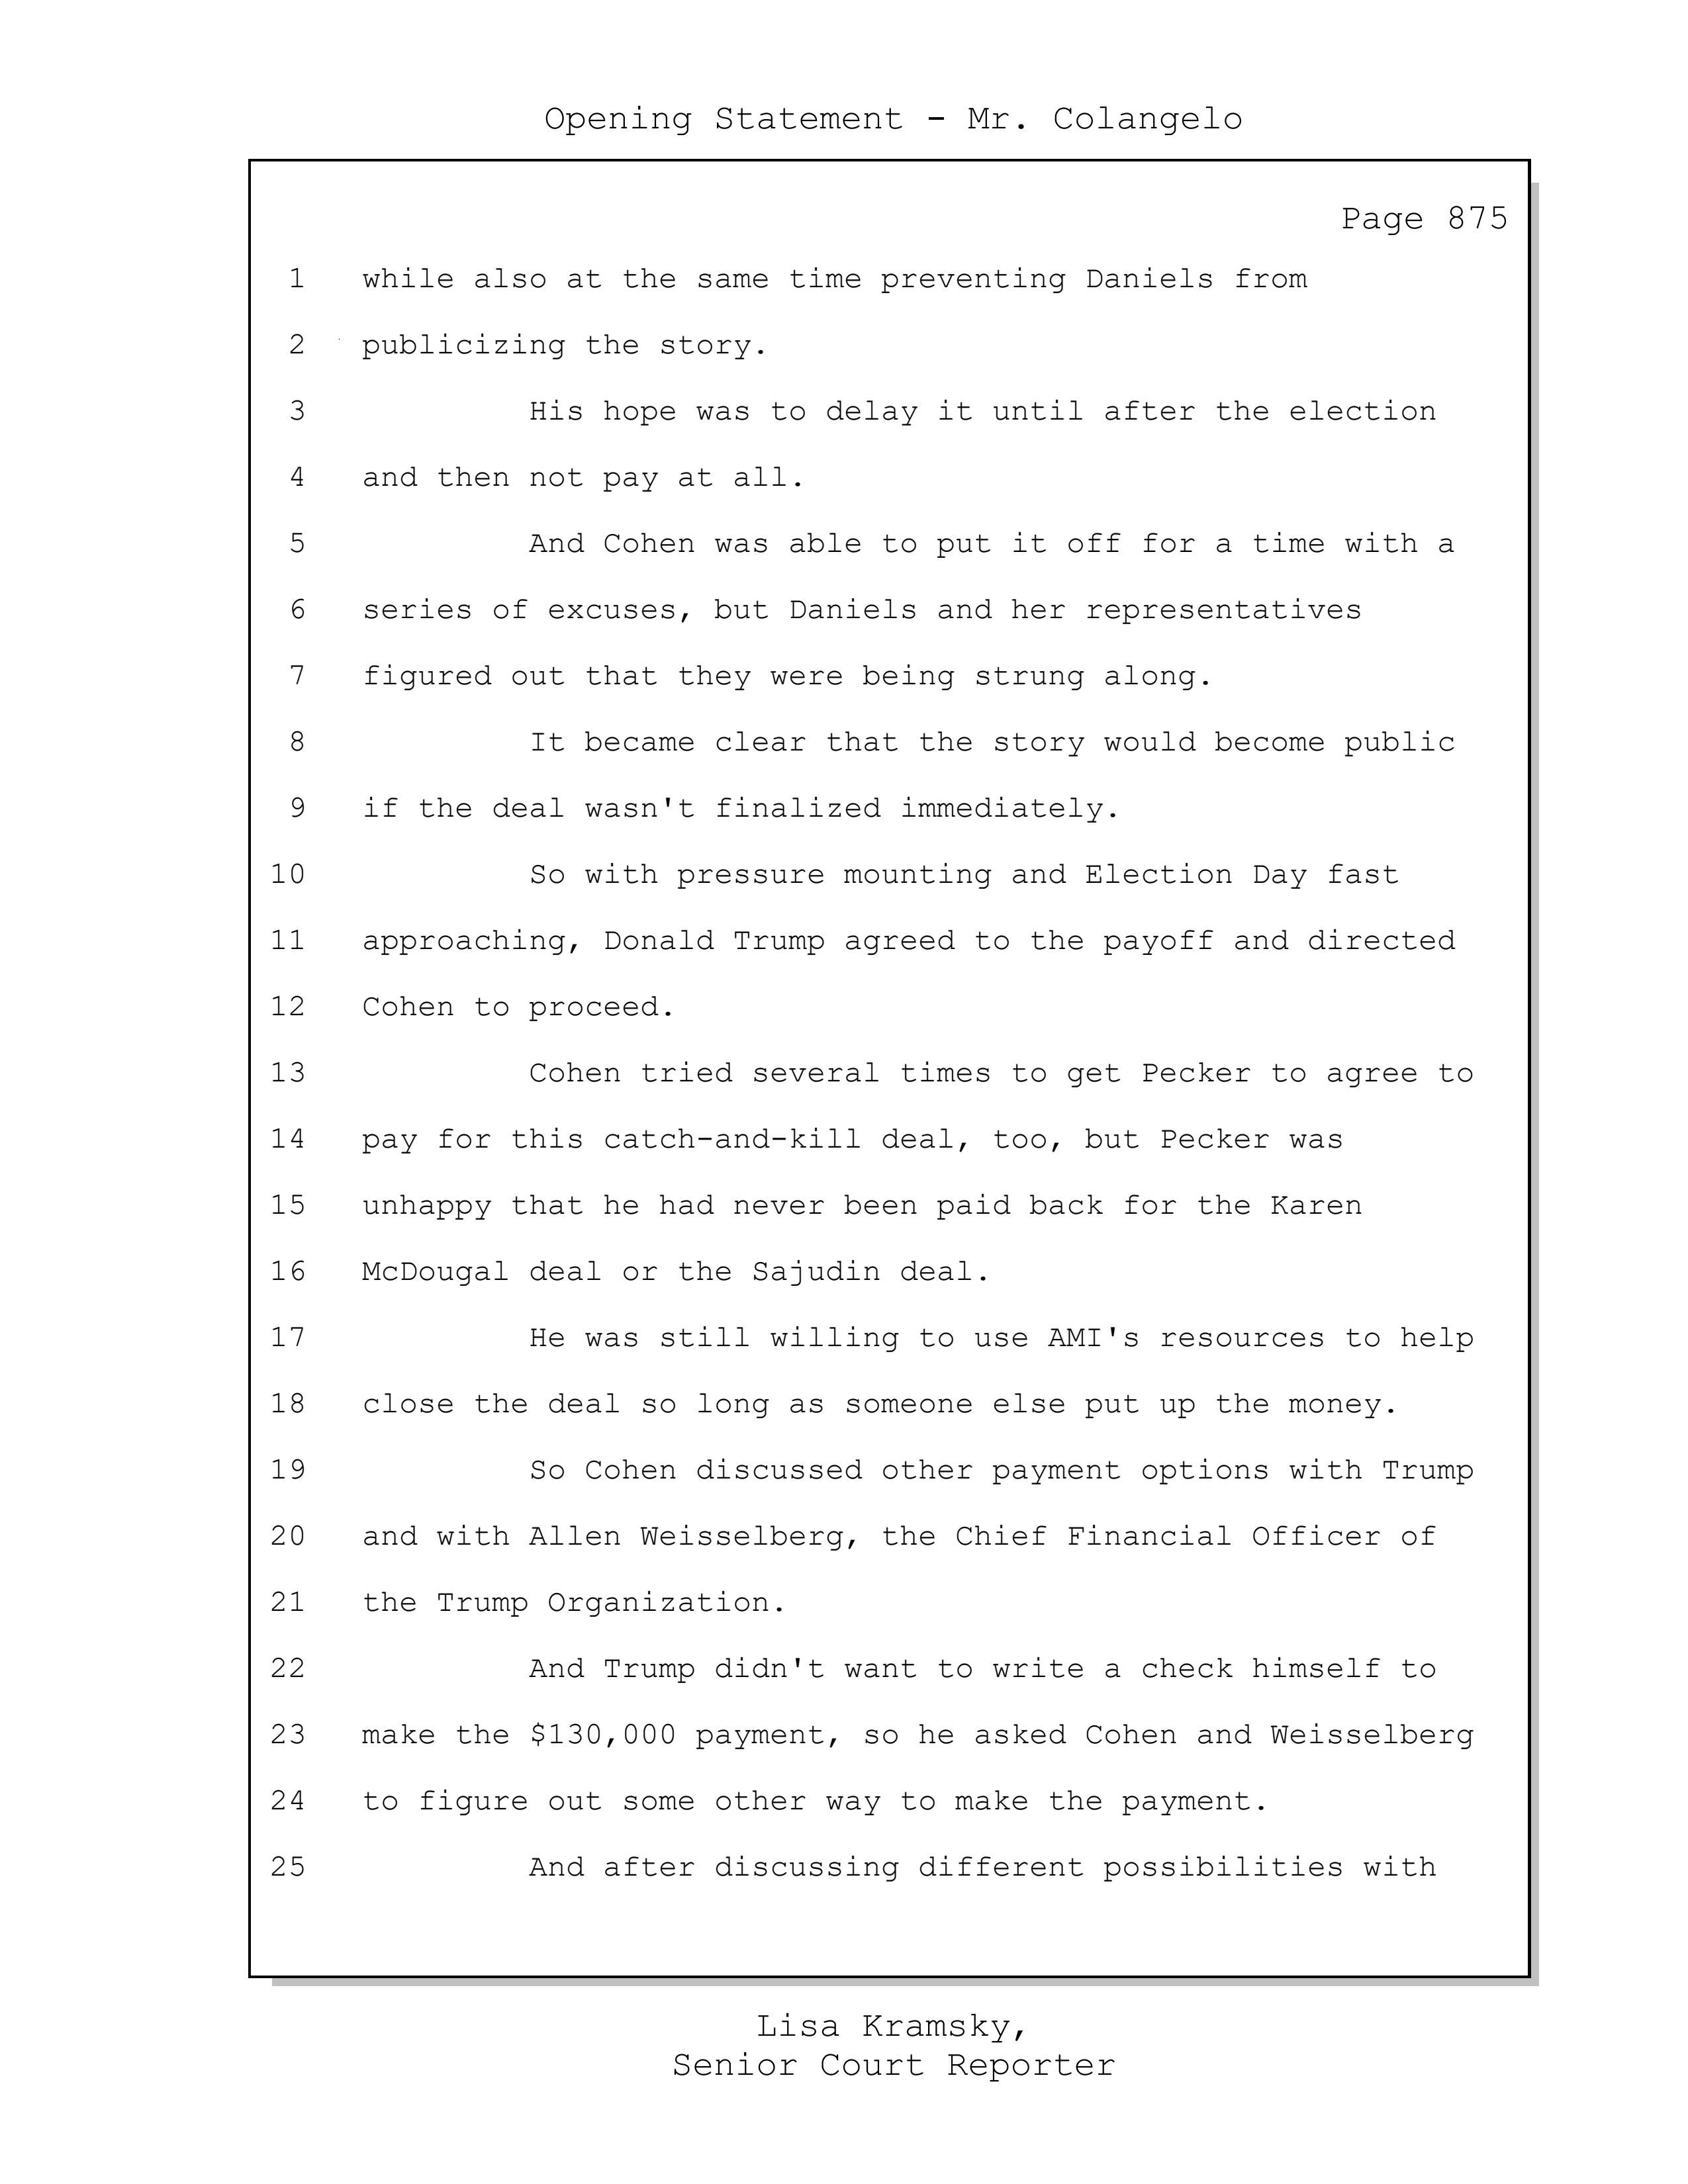 Opening Statement - Mr. Colangelo
Page 875
1 while also at the same time preventing Daniels from
2 publicizing the story.
3 His hope was to delay it until after the election
4 and then not pay at all.
5 And Cohen was able to put it off for a time with a
6 series of excuses, but Daniels and her representatives
7 figured out that they were being strung along.
8 It became clear that the story would become public
9 if the deal wasn't finalized immediately.
10 So with pressure mounting and Election Day fast
11 approaching, Donald Trump agreed to the payoff and directed
12 Cohen to proceed.
13 Cohen tried several times to get Pecker to agree to
14 pay for this catch-and-kill deal, too, but Pecker was
15 unhappy that he had never been paid back for the Karen
16 McDougal deal or the Sajudin deal.
17 He was still willing to use AMI's resources to help
18 close the deal so long as someone else put up the money.
19 So Cohen discussed other payment options with Trump
20 and with Allen Weisselberg, the Chief Financial Officer of
21 the Trump Organization.
22 And Trump didn't want to write a check himself to
23 make the $130,000 payment, so he asked Cohen and Weisselberg
24 to figure out some other way to make the payment.
25 And after discussing different possibilities with
Lisa Kramsky,
Senior Court Reporter